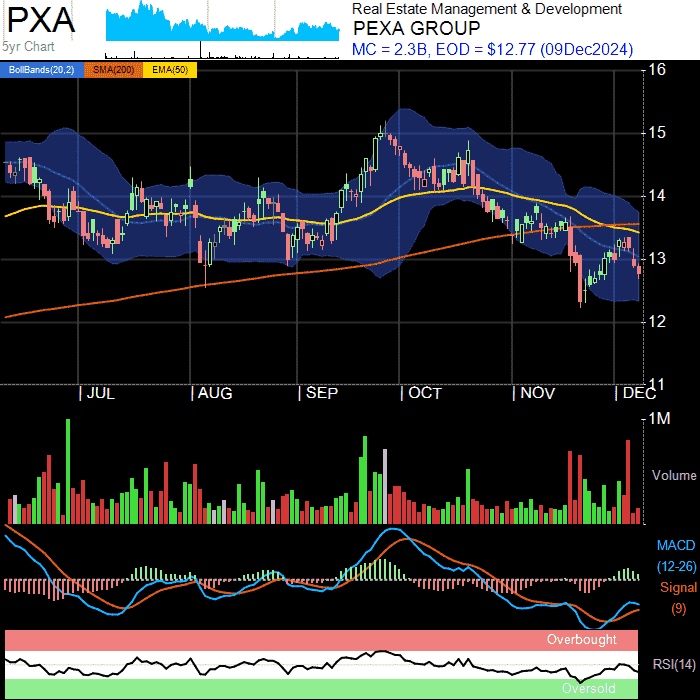 PXA
5yr Chart
Real Estate Management & Development
PEXA GROUP
MC = 2.3B, EOD = $12.77 (09Dec2024)
BollBands(20,2) SMA(200) EMA(50)
16
15
14
13
12
11
JUL AUG SEP OCT NOV DEC
1M
Volume
MACD
(12-26)
Signal
(9)
Overbought
RSI(14)
Oversold